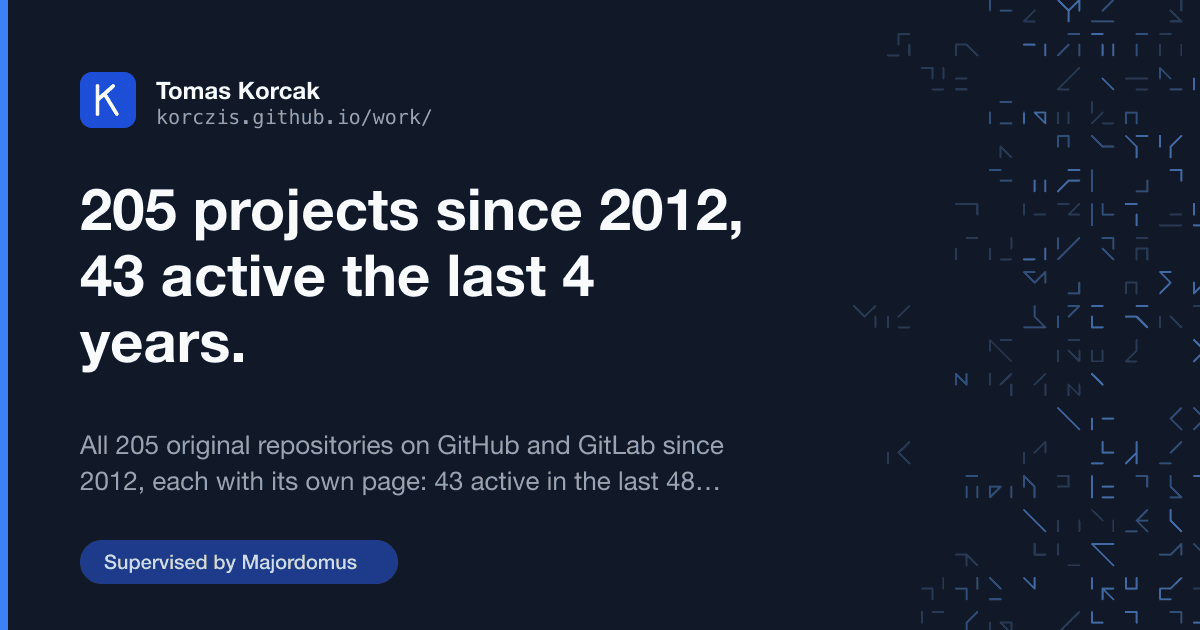 K
Tomas Korcak
korczis.github.io/work/
205 projects since 2012,
43 active the last 4
years.
All 205 original repositories on GitHub and GitLab since
2012, each with its own page: 43 active in the last 48…
Supervised by Majordomus